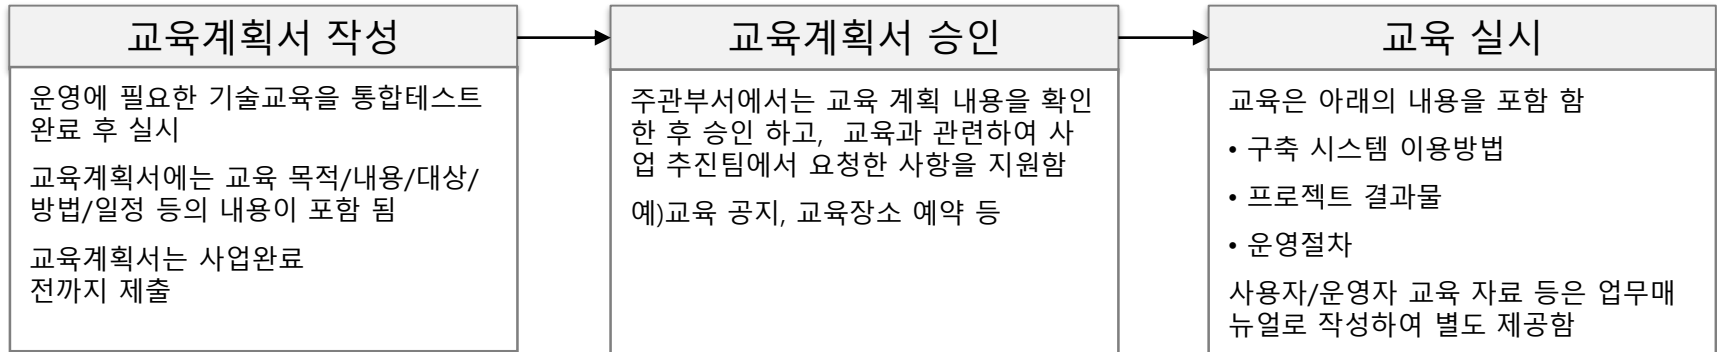 교육계획서 작성
운영에 필요한 기술교육을 통합테스트
완료 후 실시
교육계획서에는 교육 목적/내용/대상/
방법/일정 등의 내용이 포함 됨
교육계획서는 사업완료
전까지 제출
교육계획서 승인
주관부서에서는 교육 계획 내용을 확인
한 후 승인 하고, 교육과 관련하여 사
업 추진팀에서 요청한 사항을 지원함
예)교육 공지, 교육장소 예약 등
교육 실시
교육은 아래의 내용을 포함 함
• 구축 시스템 이용방법
• 프로젝트 결과물
• 운영절차
사용자/운영자 교육 자료 등은 업무매
뉴얼로 작성하여 별도 제공함